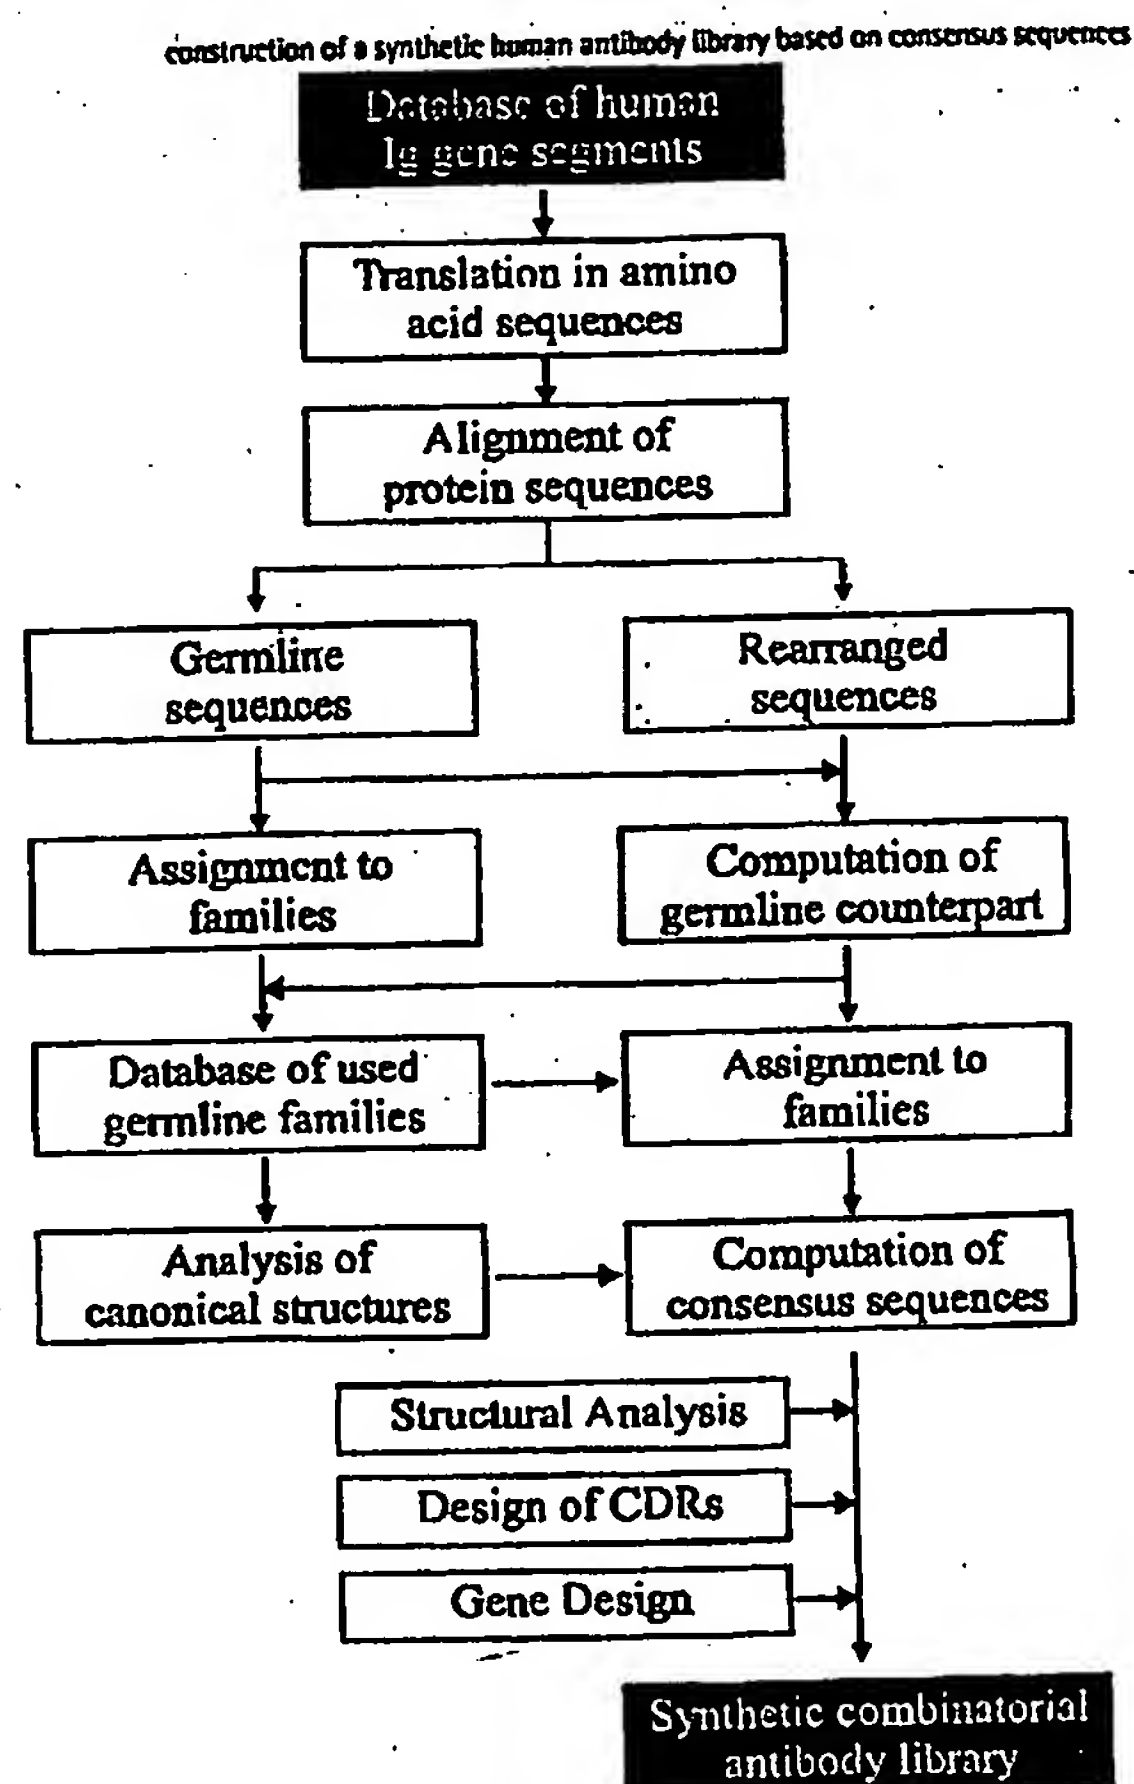 construction of a synthetic human antibody library based on consensus sequences
Database of human
Ig gene segments
Translation in amino
acid sequences
Alignment of
protein sequences
Germline
sequences
Rearranged
sequences
Assignment to
families
Computation of
germline counterpart
Database of used
germline families
Assignment to
families
Analysis of
canonical structures
Computation of
consensus sequences
Structural Analysis
Design of CDRs
Gene Design
Synthetic combinatorial
antibody library